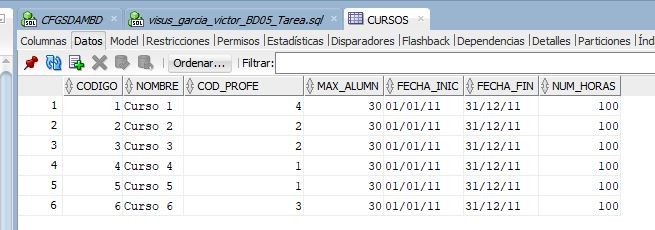 CFGSDAMBD visus_garcia_victor_BD05_Tarea.sql CURSOS
Columnas Datos Model Restricciones Permisos Estadísticas Disparadores Flashback Dependencias Detalles Particiones Índi
Ordenar... Filtrar:
CODIGO NOMBRE COD_PROFE MAX_ALUMN FECHA_INIC FECHA_FIN NUM_HORAS
1 1 Curso 1 4 30 01/01/11 31/12/11 100
2 2 Curso 2 2 30 01/01/11 31/12/11 100
3 3 Curso 3 2 30 01/01/11 31/12/11 100
4 4 Curso 4 1 30 01/01/11 31/12/11 100
5 5 Curso 5 1 30 01/01/11 31/12/11 100
6 6 Curso 6 3 30 01/01/11 31/12/11 100